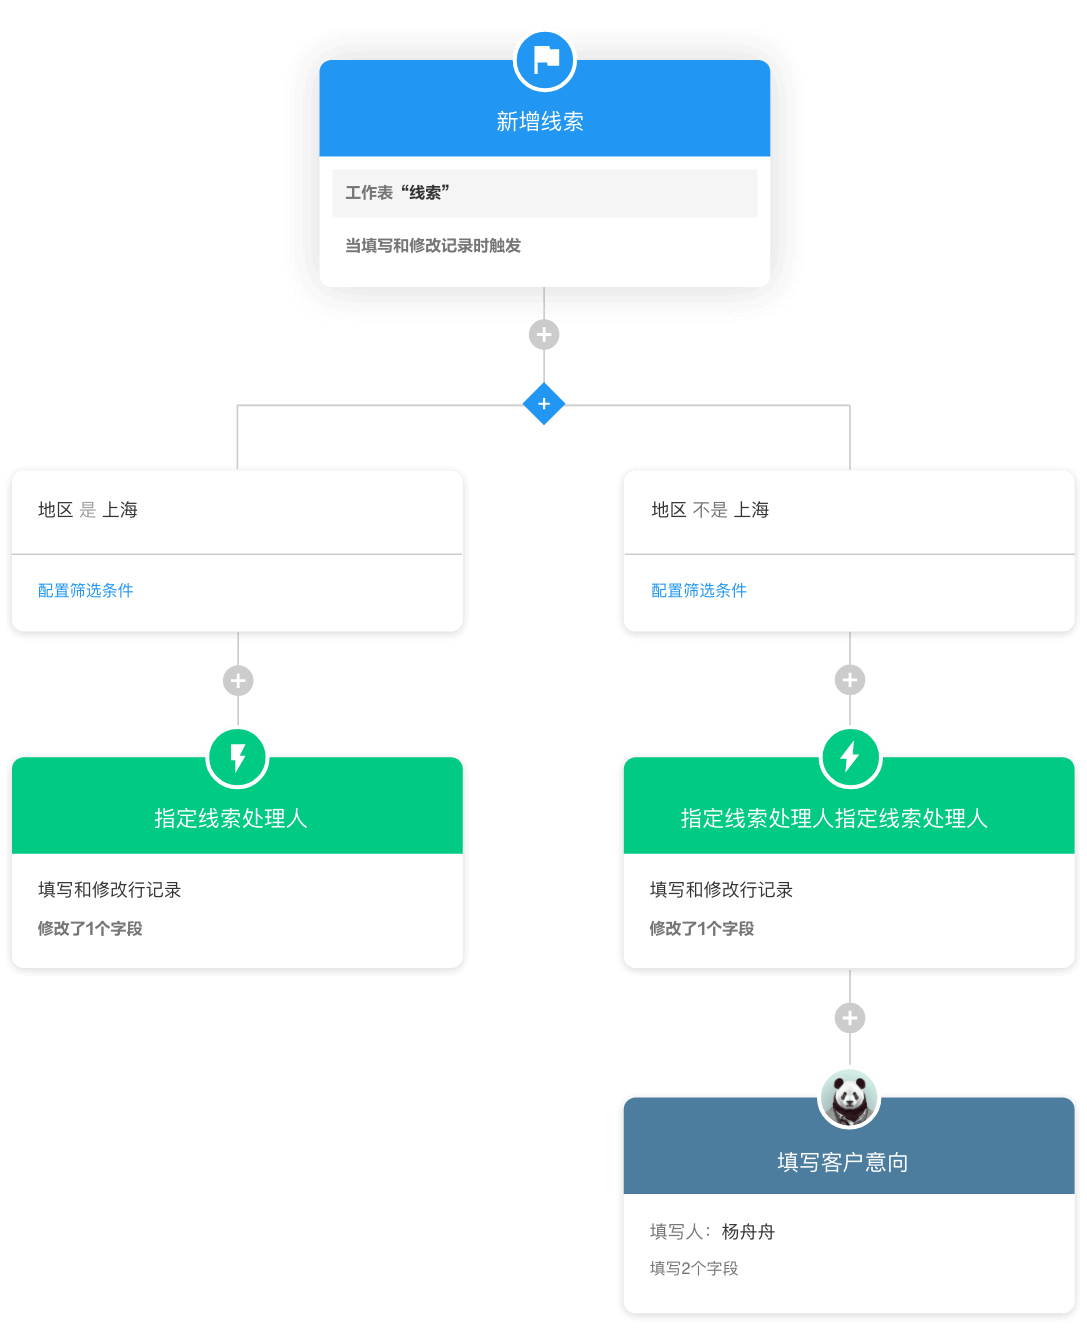 新增线索
工作表 “线索”
当填写和修改记录时触发
地区 是 上海
地区 不是 上海
配置筛选条件
配置筛选条件
指定线索处理人
指定线索处理人指定线索处理人
填写和修改行记录
填写和修改行记录
修改了1个字段
修改了1个字段
填写客户意向
填写人：杨舟舟
填写2个字段